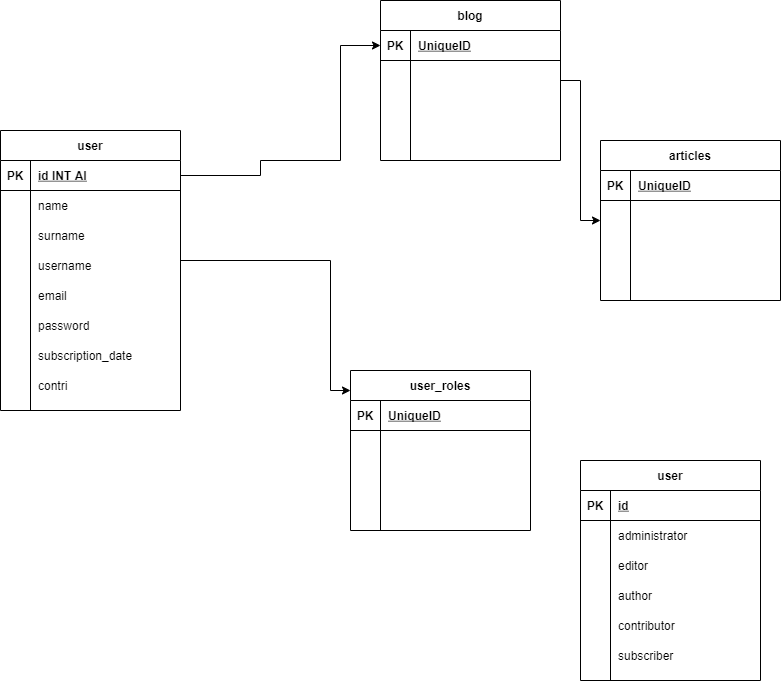 blog
PK UniqueID
user
PK id INT AI
name
surname
username
email
password
subscription_date
contri
articles
PK UniqueID
user_roles
PK UniqueID
user
PK id
administrator
editor
author
contributor
subscriber